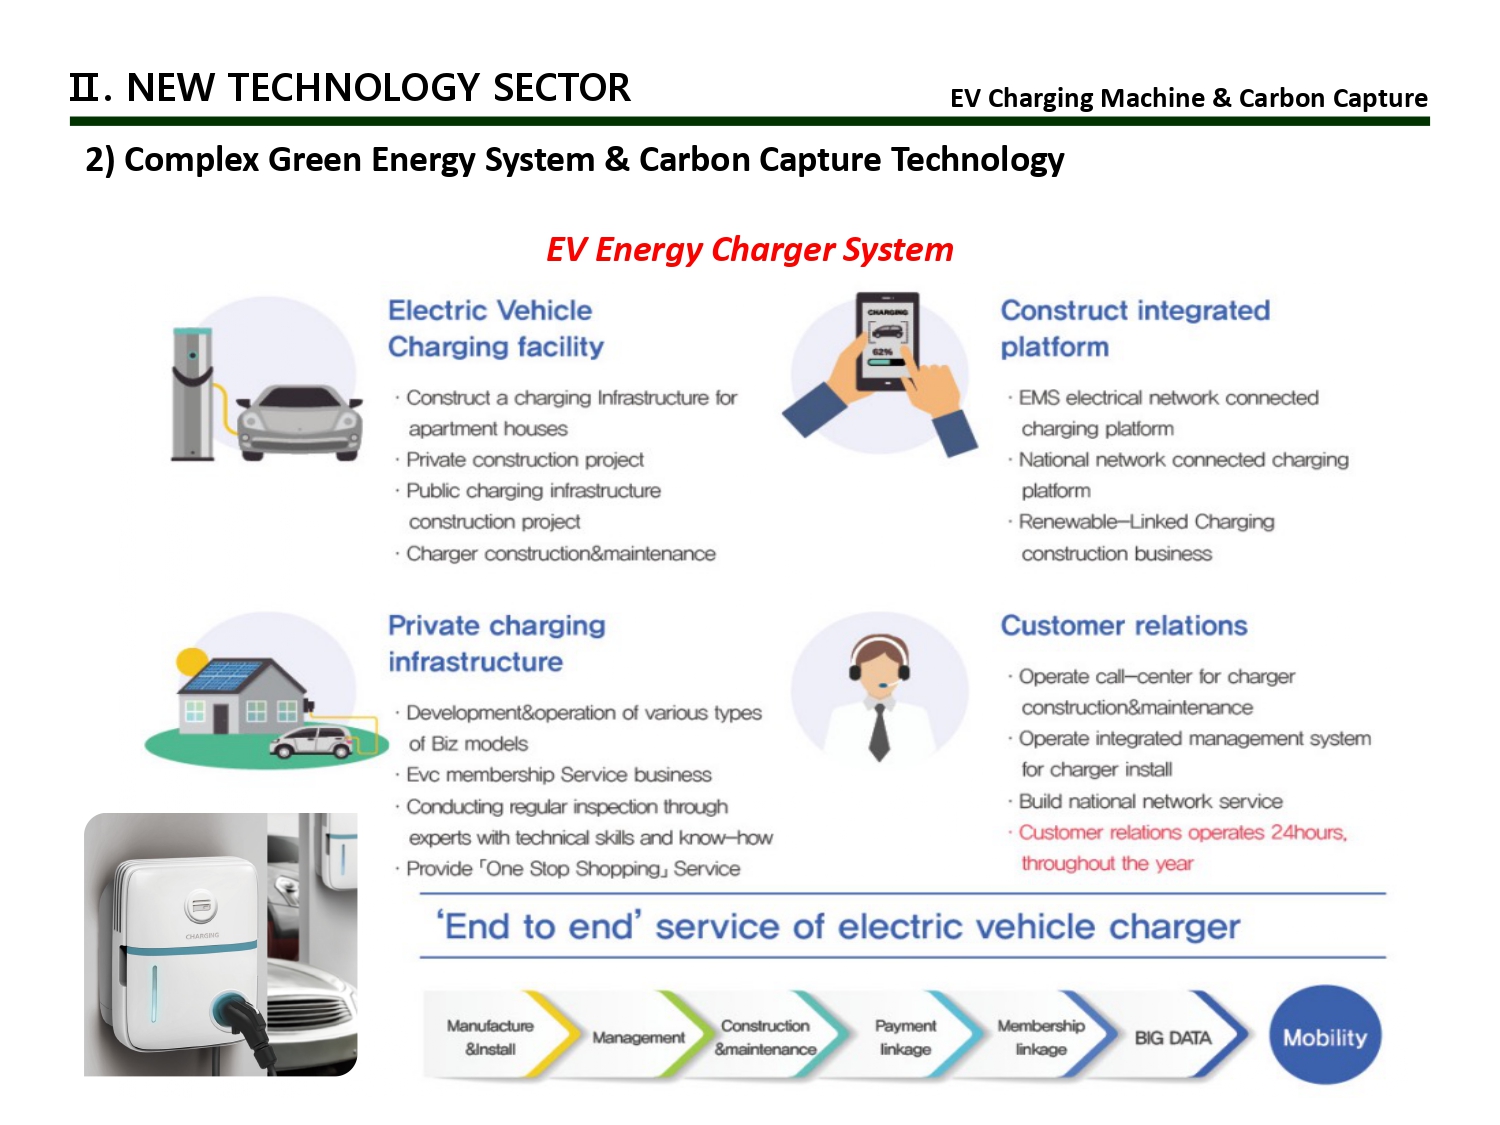 Ⅱ. NEW TECHNOLOGY SECTOR
EV Charging Machine & Carbon Capture
2) Complex Green Energy System & Carbon Capture Technology
EV Energy Charger System
Electric Vehicle
Charging facility
· Construct a charging Infrastructure for
apartment houses
· Private construction project
· Public charging infrastructure
construction project
· Charger construction&maintenance
CHARGING
62%
Construct integrated
platform
· EMS electrical network connected
charging platform
· National network connected charging
platform
· Renewable-Linked Charging
construction business
Private charging
infrastructure
· Development&operation of various types
of Biz models
· Evc membership Service business
· Conducting regular inspection through
experts with technical skills and know-how
· Provide「One Stop Shopping」Service
Customer relations
· Operate call-center for charger
construction&maintenance
· Operate integrated management system
for charger install
· Build national network service
· Customer relations operates 24hours,
throughout the year
CHARGING
‘End to end’ service of electric vehicle charger
Manufacture
&Install
Management
Construction
&maintenance
Payment
linkage
Membership
linkage
BIG DATA
Mobility